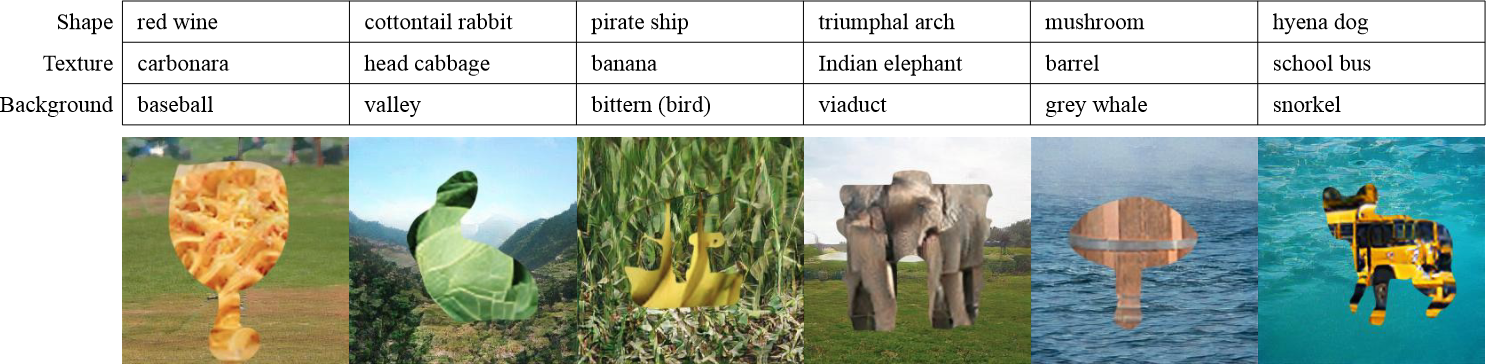 Shape red wine cottontail rabbit pirate ship triumphal arch mushroom hyena dog
Texture carbonara head cabbage banana Indian elephant barrel school bus
Background baseball valley bittern (bird) viaduct grey whale snorkel